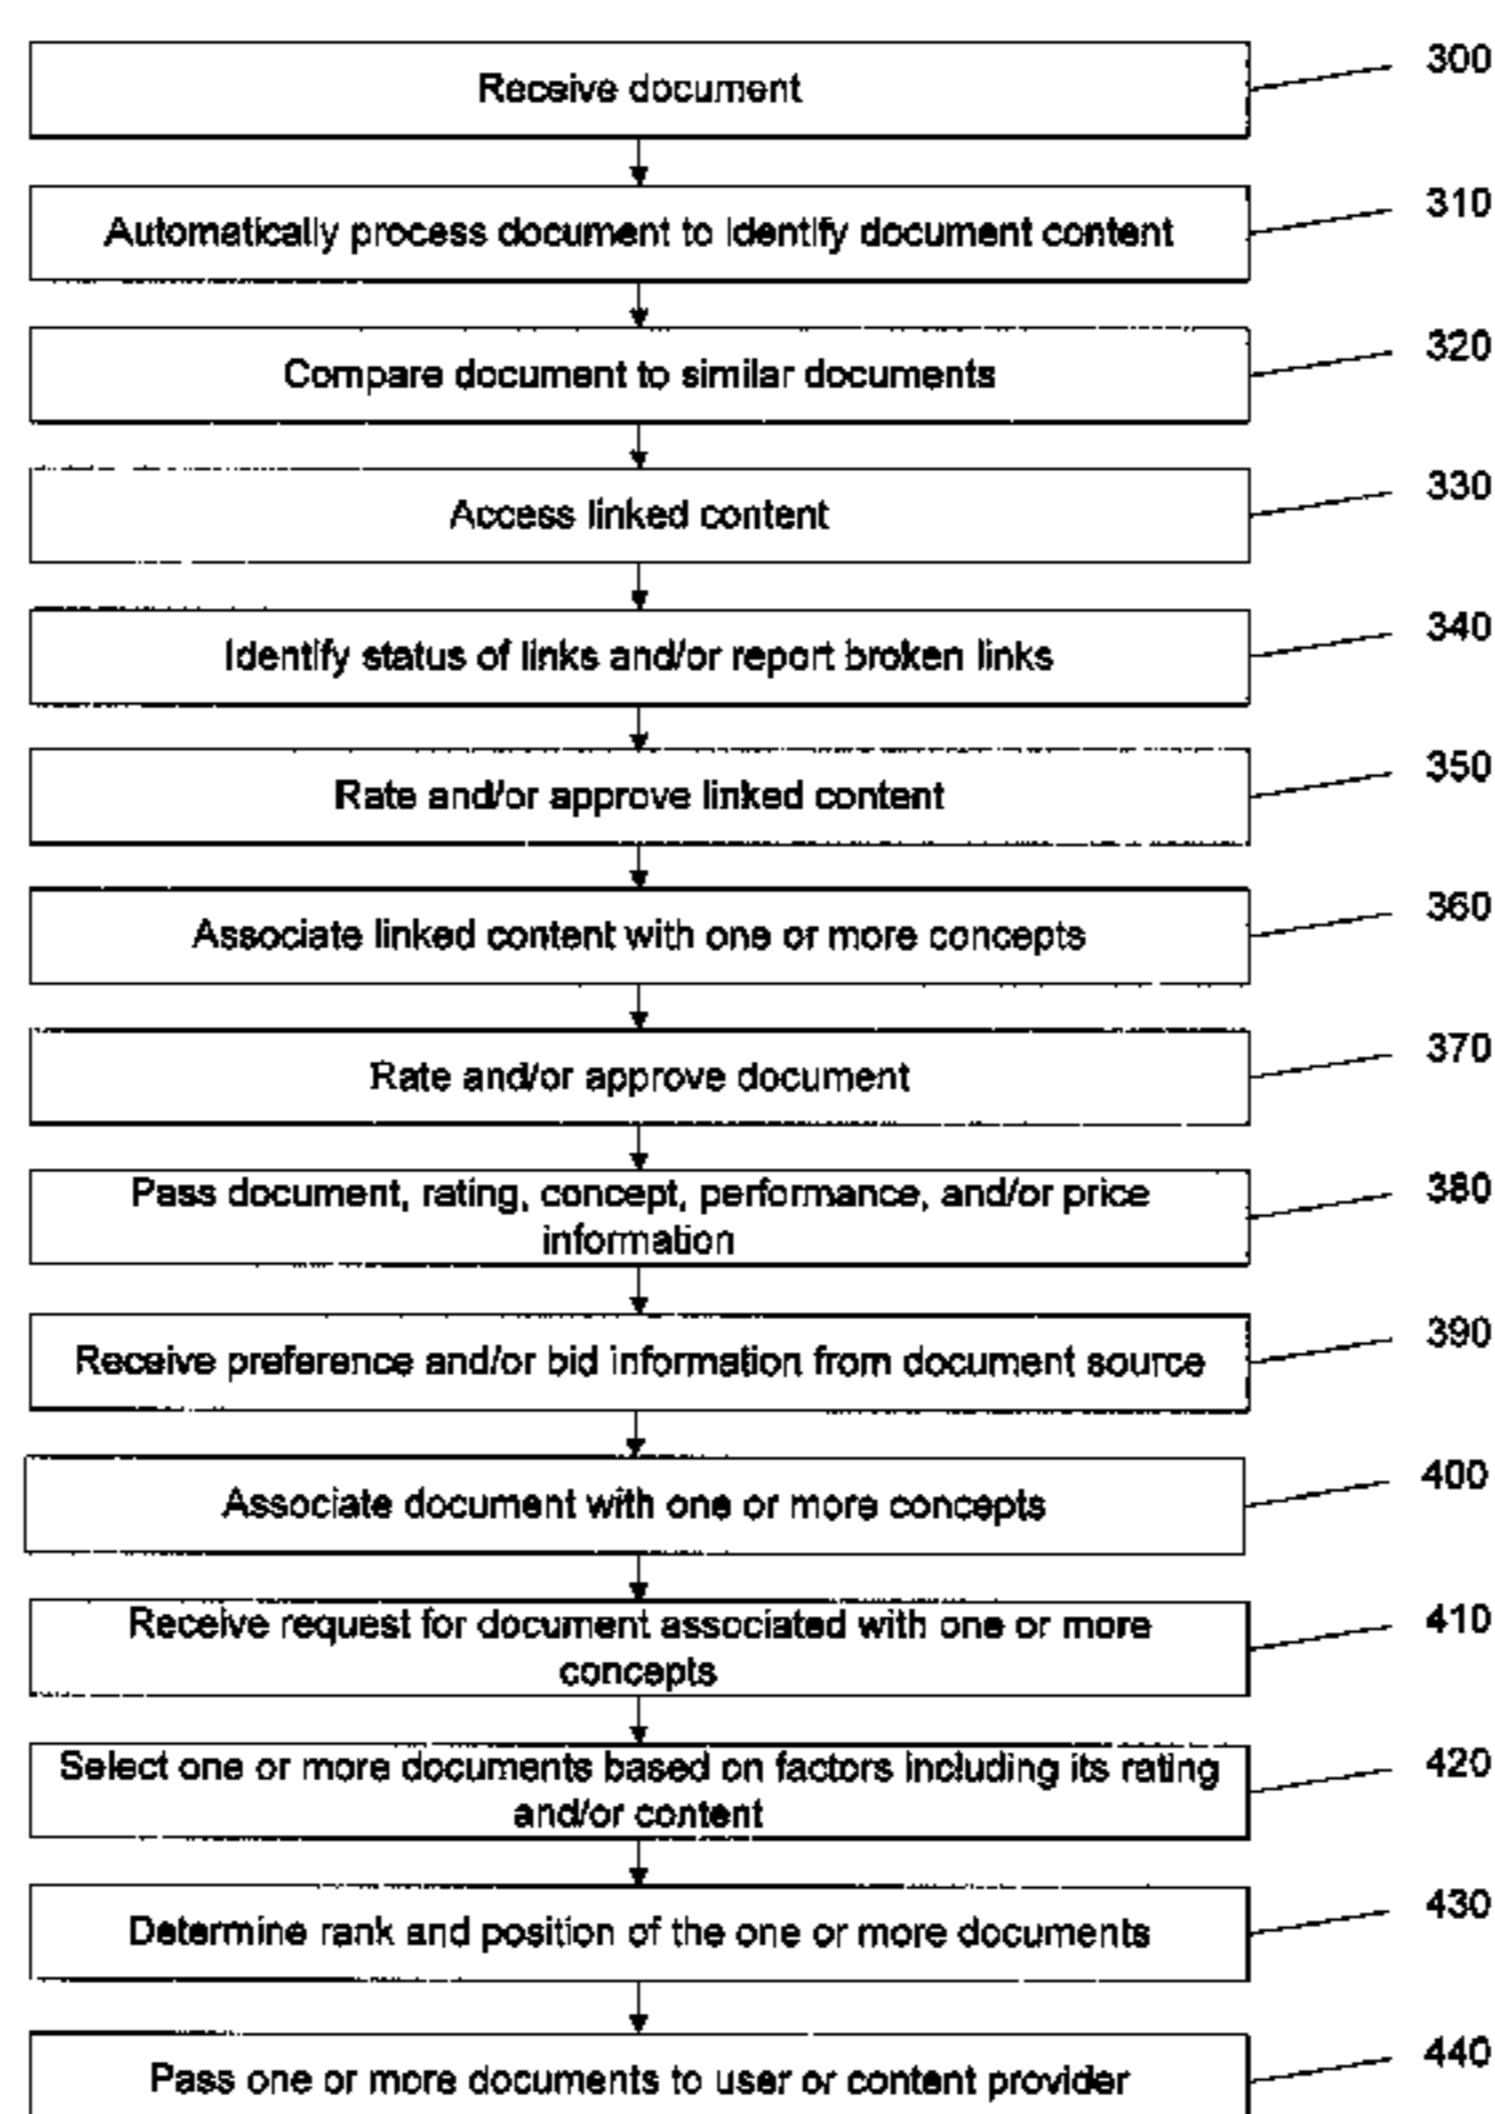 Receive document
300
Automatically process document to identify document content
310
Compare document to similar documents
320
Access linked content
330
Identify status of links and/or report broken links
340
Rate and/or approve linked content
350
Associate linked content with one or more concepts
360
Rate and/or approve document
370
Pass document, rating, concept, performance, and/or price
information
380
Receive preference and/or bid information from document source
390
Associate document with one or more concepts
400
Receive request for document associated with one or more
concepts
410
Select one or more documents based on factors including its rating
and/or content
420
Determine rank and position of the one or more documents
430
Pass one or more documents to user or content provider
440